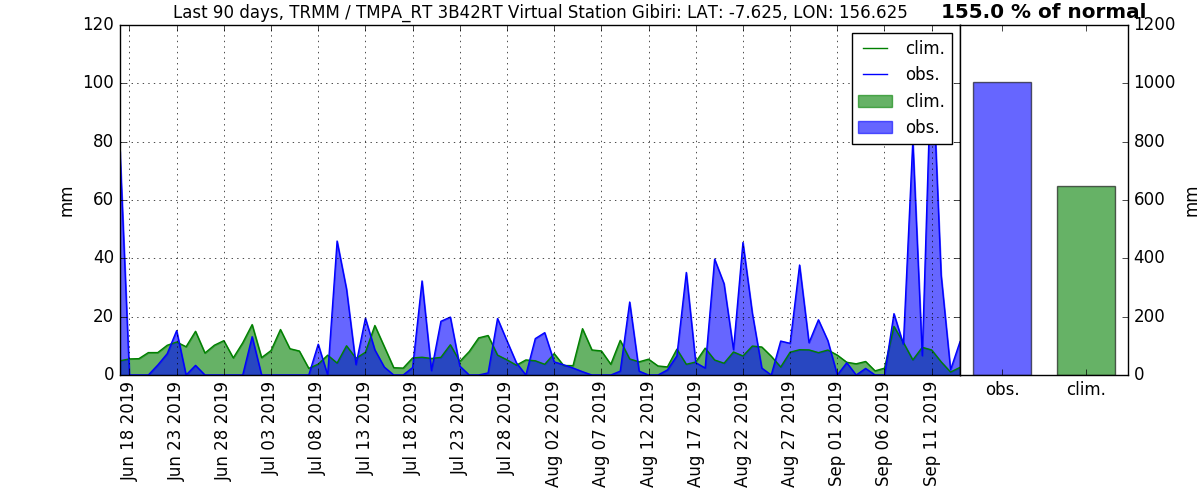 Last 90 days, TRMM / TMPA_RT 3B42RT Virtual Station Gibiri: LAT: -7.625, LON: 156.625
155.0 % of normal
120
100
80
60
40
20
0
mm
clim.
obs.
clim.
obs.
1200
1000
800
600
400
200
0
mm
obs.
clim.
Jun 18 2019
Jun 23 2019
Jun 28 2019
Jul 03 2019
Jul 08 2019
Jul 13 2019
Jul 18 2019
Jul 23 2019
Jul 28 2019
Aug 02 2019
Aug 07 2019
Aug 12 2019
Aug 17 2019
Aug 22 2019
Aug 27 2019
Sep 01 2019
Sep 06 2019
Sep 11 2019